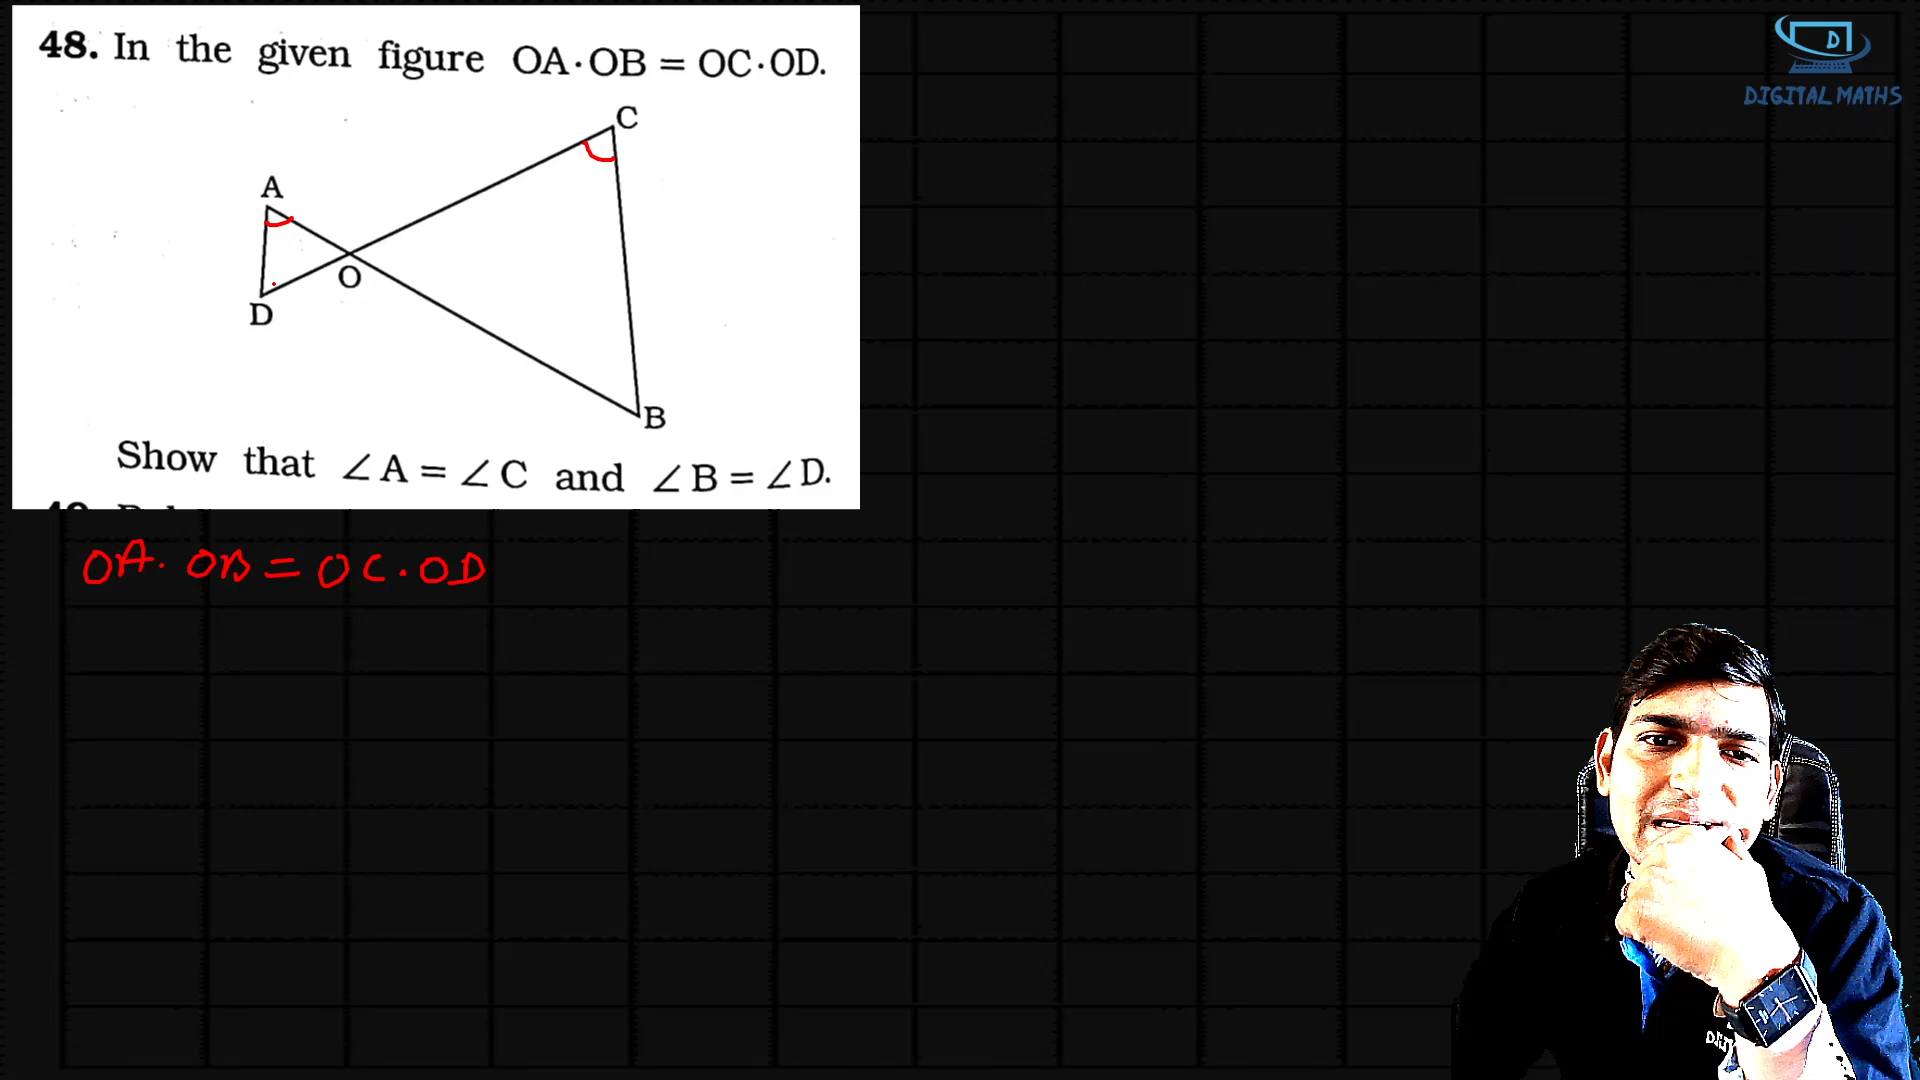 48. In the given figure OA·OB = OC·OD.
C
A
O
D
B
Show that ∠A = ∠C and ∠B = ∠D.
OA. OB = OC.OD
D
DIGITAL MATHS